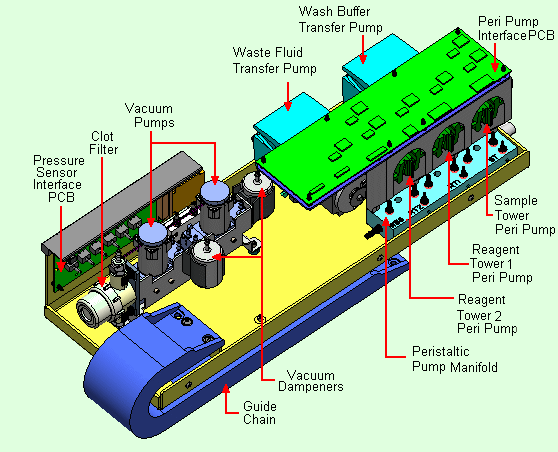 Wash Buffer
Transfer Pump
Peri Pump
Interface PCB
Waste Fluid
Transfer Pump
Vacuum
Pumps
Clot
Filter
Pressure
Sensor
Interface
PCB
Sample
Tower
Peri Pump
Reagent
Tower 1
Peri Pump
Reagent
Tower 2
Peri Pump
Peristaltic
Pump Manifold
Vacuum
Dampeners
Guide
Chain